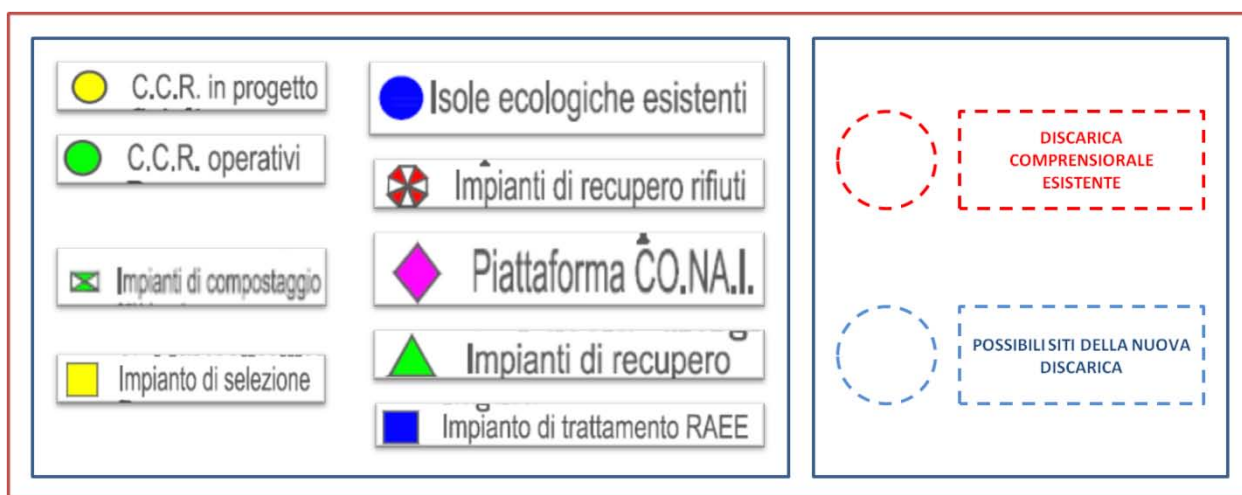 C.C.R. in progetto
C.C.R. operativi
Impianti di compostaggio
Impianto di selezione
Isole ecologiche esistenti
Impianti di recupero rifiuti
Piattaforma CO.NA.I.
Impianti di recupero
Impianto di trattamento RAEE
DISCARICA
COMPRENSIORALE
ESISTENTE
POSSIBILI SITI DELLA NUOVA
DISCARICA